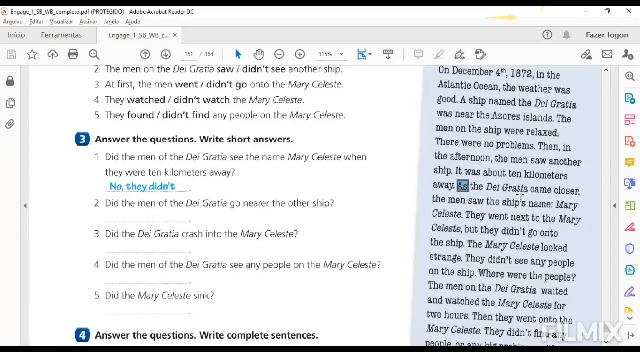 Engage_1_SB_WB_completo.pdf (PROTEGIDO) - Adobe Acrobat Reader DC
Arquivo Editar Visualizar Assinar Janela Ajuda
Início Ferramentas Engage_1_SB_WB_c... × Fazer logon
161 / 164 115%
2 The men on the Dei Gratia saw / didn't see another ship.
3 At first, the men went / didn't go onto the Mary Celeste.
4 They watched / didn't watch the Mary Celeste.
5 They found / didn't find any people on the Mary Celeste.
3 Answer the questions. Write short answers.
1 Did the men of the Dei Gratia see the name Mary Celeste when
they were ten kilometers away?
No, they didn't.
2 Did the men of the Dei Gratia go nearer the other ship?
3 Did the Dei Gratia crash into the Mary Celeste?
4 Did the men of the Dei Gratia see any people on the Mary Celeste?
5 Did the Mary Celeste sink?
4 Answer the questions. Write complete sentences.
On December 4th, 1872, in the
Atlantic Ocean, the weather was
good. A ship named the Dei Gratia
was near the Azores islands. The
men on the ship were relaxed.
There were no problems. Then, in
the afternoon, the men saw another
ship. It was about ten kilometers
away. As the Dei Gratia came closer,
the men saw the ship's name: Mary
Celeste. They went next to the Mary
Celeste, but they didn't go onto
the ship. The Mary Celeste looked
strange. They didn't see any people
on the ship. Where were the people?
The men on the Dei Gratia waited
and watched the Mary Celeste for
two hours. Then they went onto the
Mary Celeste. They didn't find any
people, or any big
FILMIX